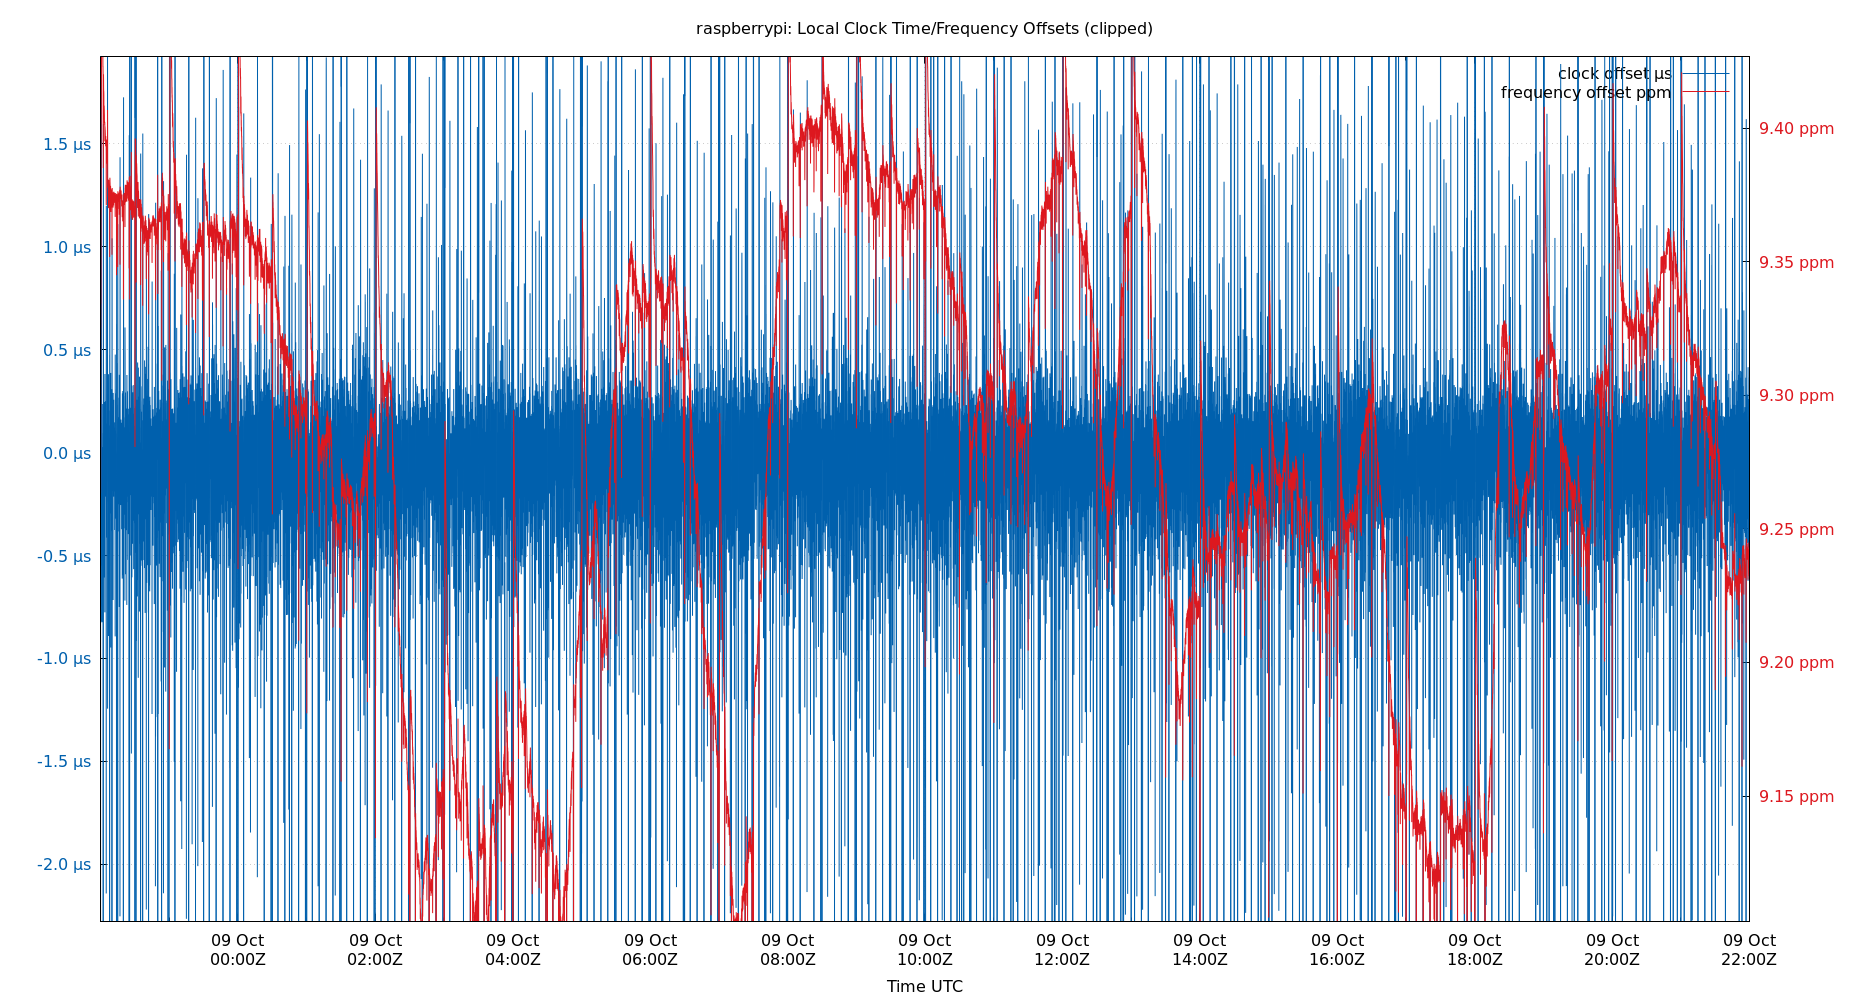 raspberrypi: Local Clock Time/Frequency Offsets (clipped)
clock offset µs
frequency offset ppm
1.5 µs
1.0 µs
0.5 µs
0.0 µs
-0.5 µs
-1.0 µs
-1.5 µs
-2.0 µs
9.40 ppm
9.35 ppm
9.30 ppm
9.25 ppm
9.20 ppm
9.15 ppm
09 Oct 09 Oct 09 Oct 09 Oct 09 Oct 09 Oct 09 Oct 09 Oct 09 Oct 09 Oct 09 Oct 09 Oct
00:00Z 02:00Z 04:00Z 06:00Z 08:00Z 10:00Z 12:00Z 14:00Z 16:00Z 18:00Z 20:00Z 22:00Z
Time UTC